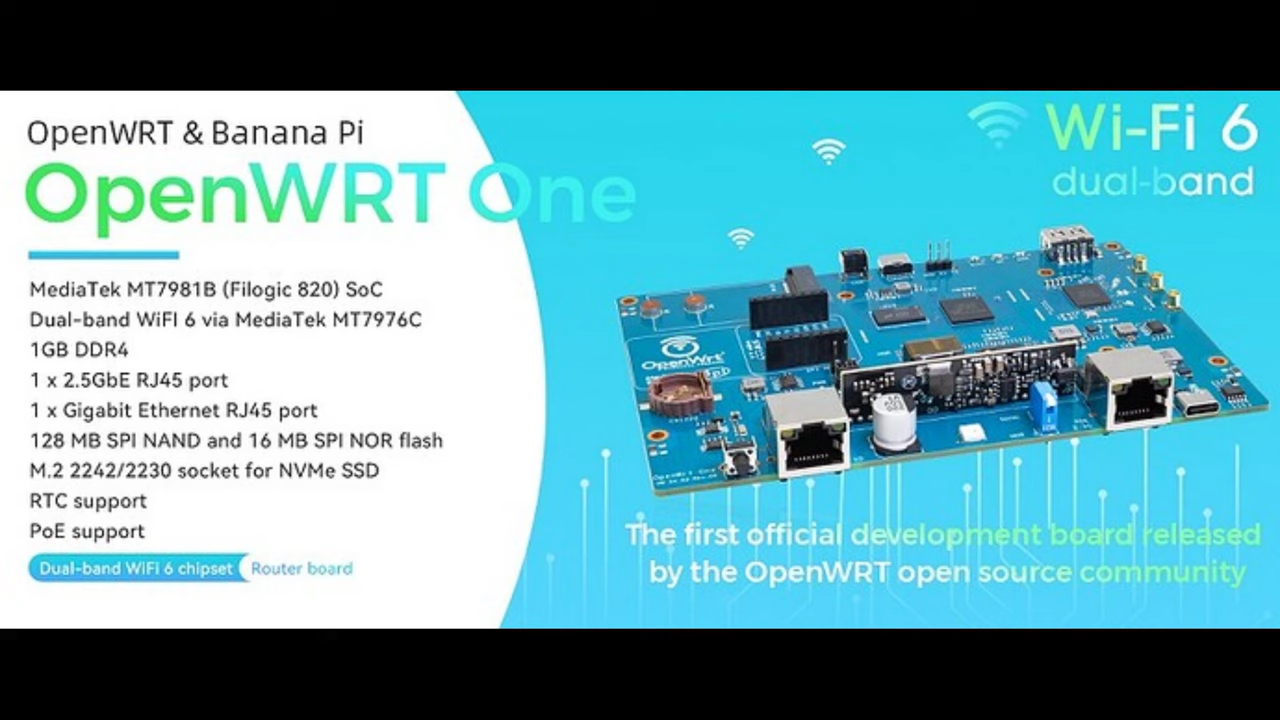 OpenWRT & Banana Pi
OpenWRT One
MediaTek MT7981B (Filogic 820) SoC
Dual-band WiFI 6 via MediaTek MT7976C
1GB DDR4
1 x 2.5GbE RJ45 port
1 x Gigabit Ethernet RJ45 port
128 MB SPI NAND and 16 MB SPI NOR flash
M.2 2242/2230 socket for NVMe SSD
RTC support
PoE support
Dual-band WiFi 6 chipset
Router board
Wi-Fi 6
dual-band
OpenWrt
The first official development board released
by the OpenWRT open source community